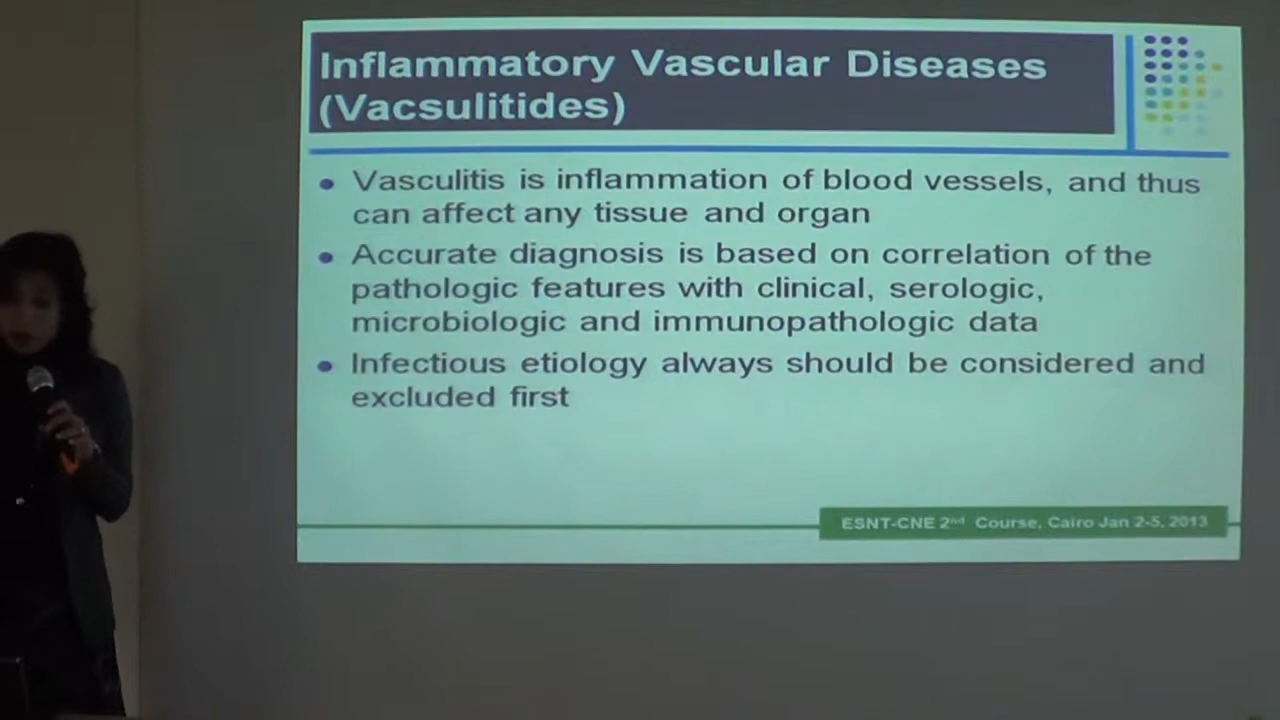 Inflammatory Vascular Diseases
(Vacsulitides)
• Vasculitis is inflammation of blood vessels, and thus
can affect any tissue and organ
• Accurate diagnosis is based on correlation of the
pathologic features with clinical, serologic,
microbiologic and immunopathologic data
• Infectious etiology always should be considered and
excluded first
ESNT-CNE 2nd Course, Cairo Jan 2-5, 2013